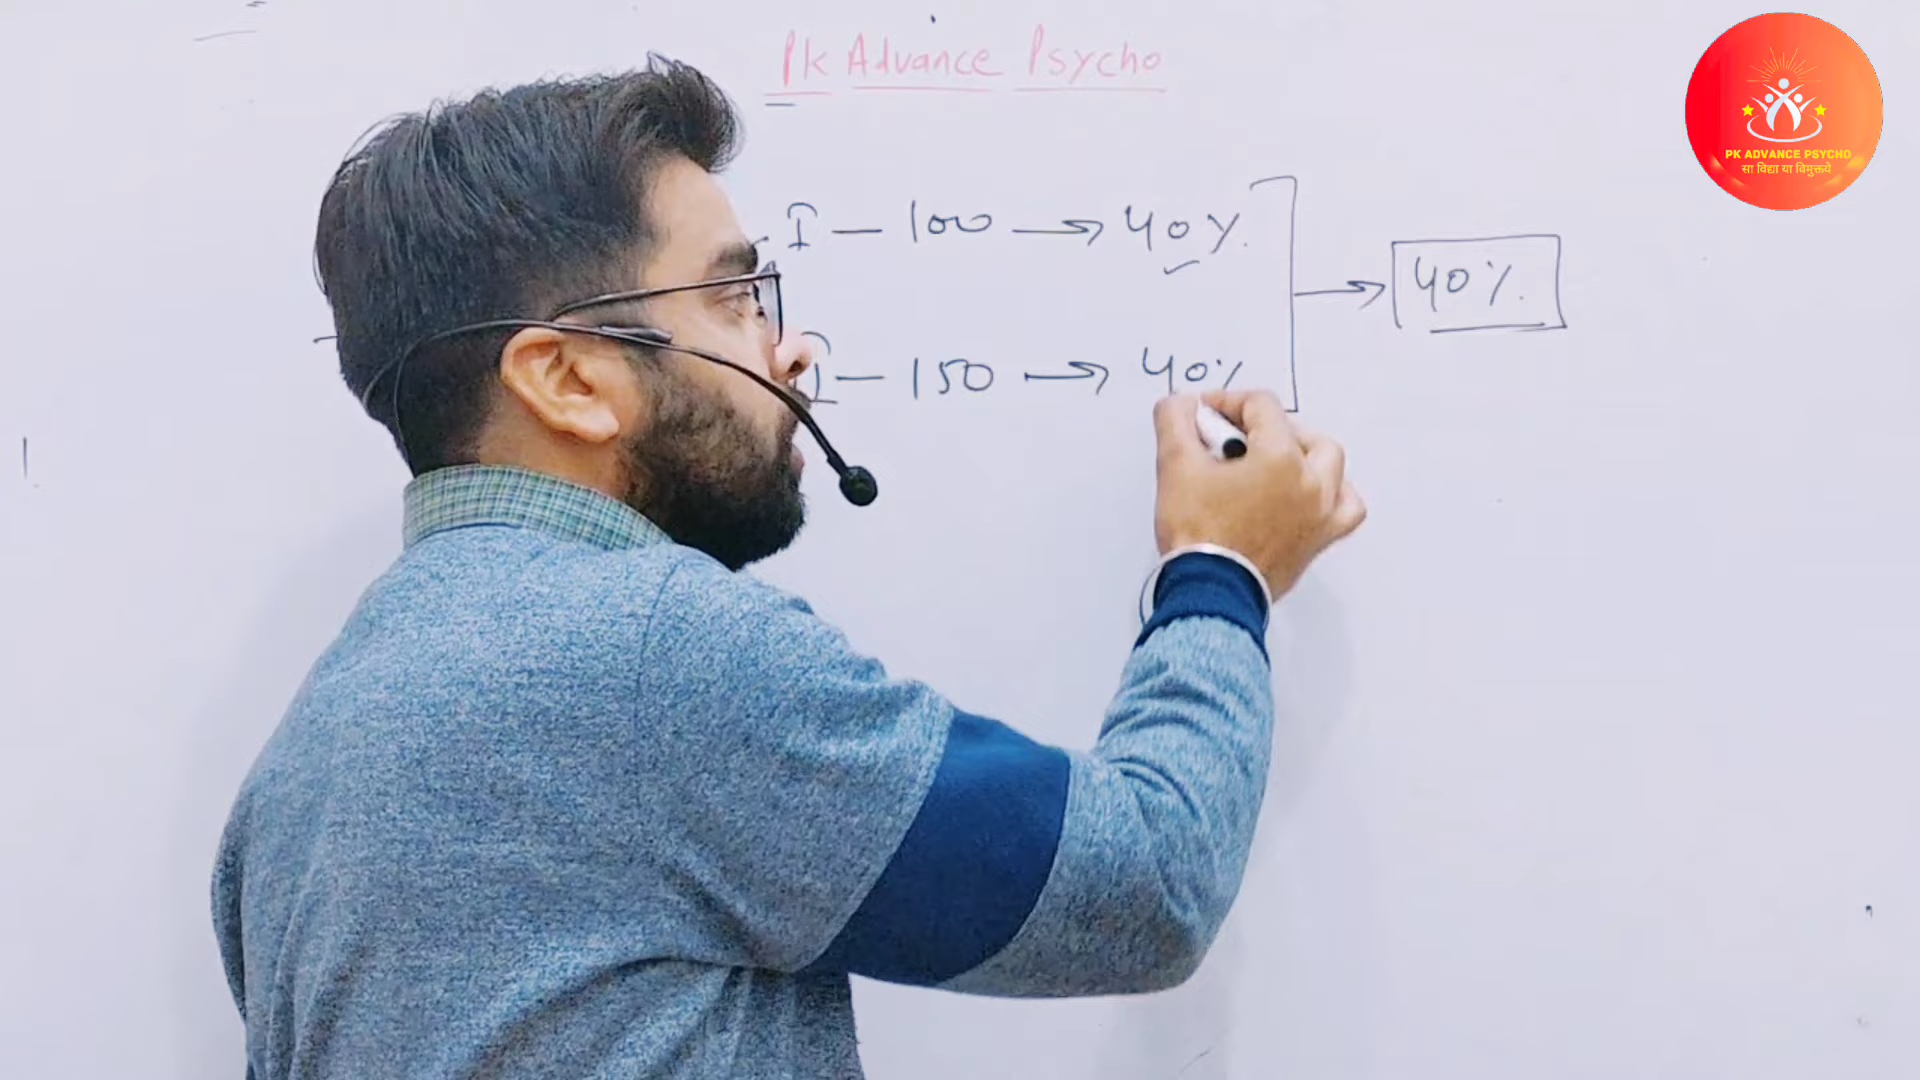 Pk Advance Psycho
PK ADVANCE PSYCHO
सा विद्या या विमुक्तये
I — 100 → 40%
I — 150 → 40%
40%